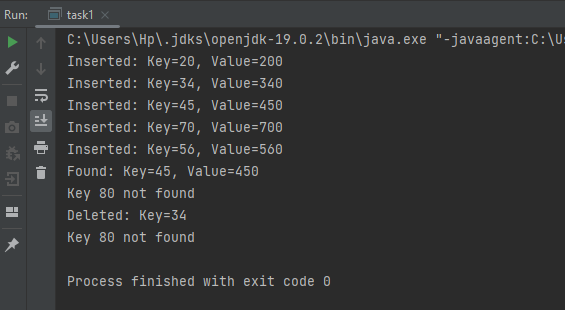 Run: task1
C:\Users\Hp\.jdks\openjdk-19.0.2\bin\java.exe "-javaagent:C:\Us
Inserted: Key=20, Value=200
Inserted: Key=34, Value=340
Inserted: Key=45, Value=450
Inserted: Key=70, Value=700
Inserted: Key=56, Value=560
Found: Key=45, Value=450
Key 80 not found
Deleted: Key=34
Key 80 not found
Process finished with exit code 0